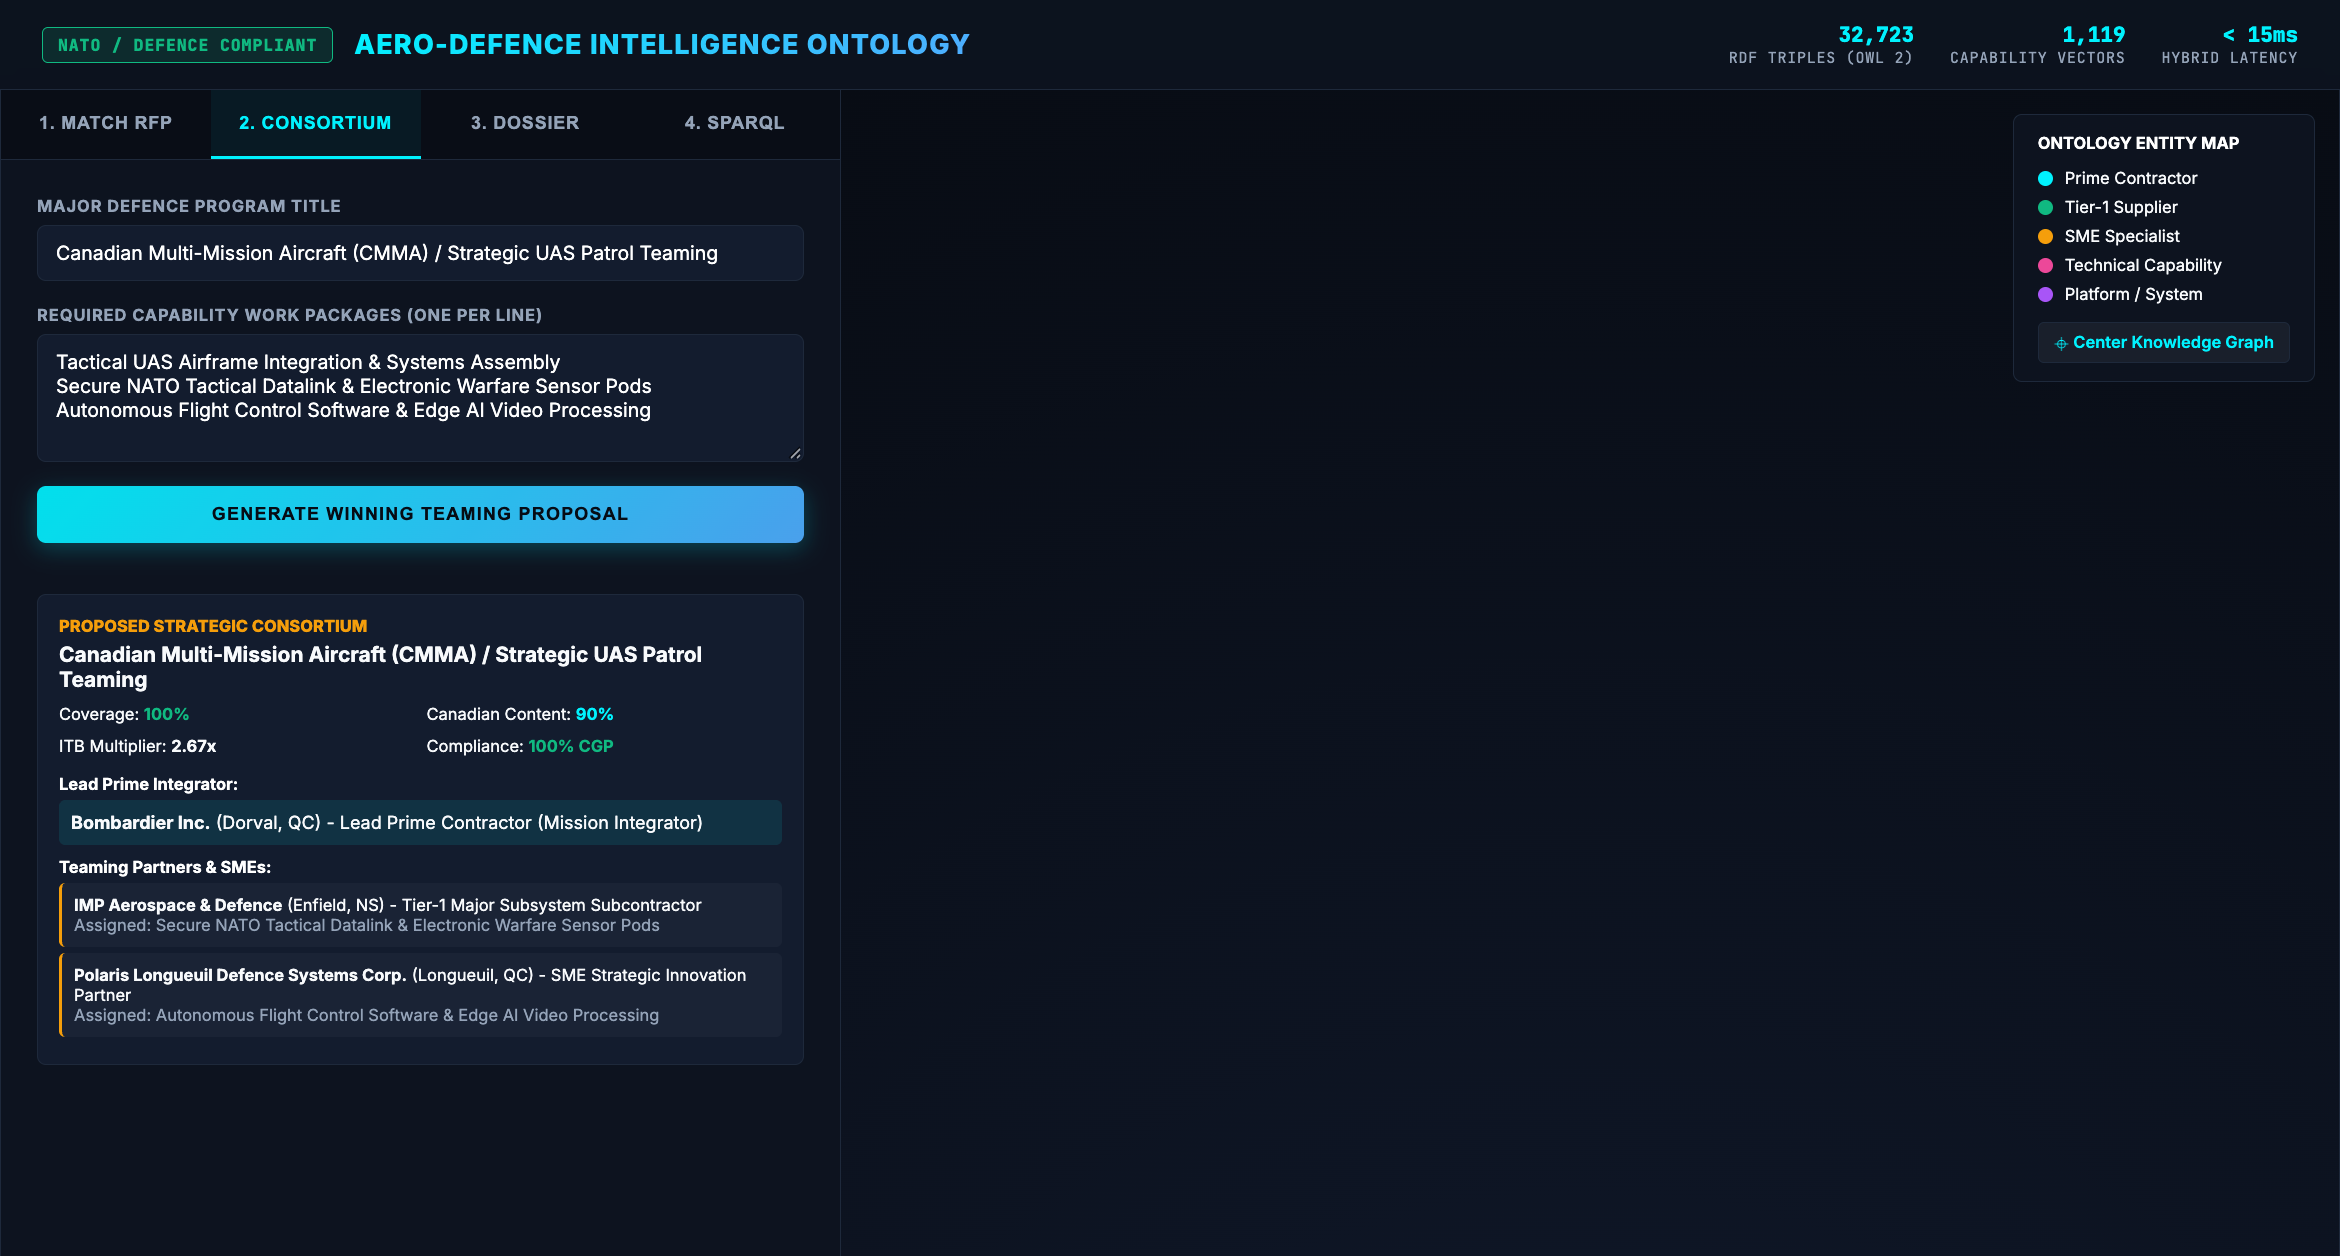 NATO / DEFENCE COMPLIANT
AERO-DEFENCE INTELLIGENCE ONTOLOGY
32,723
RDF TRIPLES (OWL 2)
1,119
CAPABILITY VECTORS
< 15ms
HYBRID LATENCY
1. MATCH RFP
2. CONSORTIUM
3. DOSSIER
4. SPARQL
MAJOR DEFENCE PROGRAM TITLE
Canadian Multi-Mission Aircraft (CMMA) / Strategic UAS Patrol Teaming
REQUIRED CAPABILITY WORK PACKAGES (ONE PER LINE)
Tactical UAS Airframe Integration & Systems Assembly
Secure NATO Tactical Datalink & Electronic Warfare Sensor Pods
Autonomous Flight Control Software & Edge AI Video Processing
GENERATE WINNING TEAMING PROPOSAL
PROPOSED STRATEGIC CONSORTIUM
Canadian Multi-Mission Aircraft (CMMA) / Strategic UAS Patrol
Teaming
Coverage: 100%
Canadian Content: 90%
ITB Multiplier: 2.67x
Compliance: 100% CGP
Lead Prime Integrator:
Bombardier Inc. (Dorval, QC) - Lead Prime Contractor (Mission Integrator)
Teaming Partners & SMEs:
IMP Aerospace & Defence (Enfield, NS) - Tier-1 Major Subsystem Subcontractor
Assigned: Secure NATO Tactical Datalink & Electronic Warfare Sensor Pods
Polaris Longueuil Defence Systems Corp. (Longueuil, QC) - SME Strategic Innovation
Partner
Assigned: Autonomous Flight Control Software & Edge AI Video Processing
ONTOLOGY ENTITY MAP
Prime Contractor
Tier-1 Supplier
SME Specialist
Technical Capability
Platform / System
Center Knowledge Graph